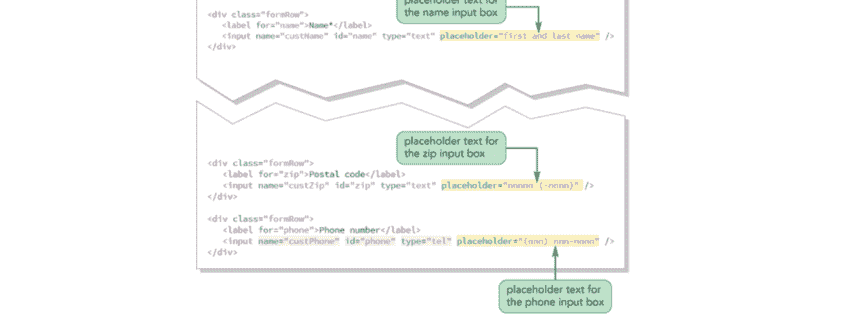 placeholder text for
the name input box
<div class="formRow">
<label for="name">Name*</label>
<input name="custName" id="name" type="text" placeholder="first and last name" />
</div>
placeholder text for
the zip input box
<div class="formRow">
<label for="zip">Postal code</label>
<input name="custZip" id="zip" type="text" placeholder="nnnnn (-nnnn)" />
</div>
<div class="formRow">
<label for="phone">Phone number</label>
<input name="custPhone" id="phone" type="tel" placeholder="(nnn) nnn-nnnn" />
</div>
placeholder text for
the phone input box